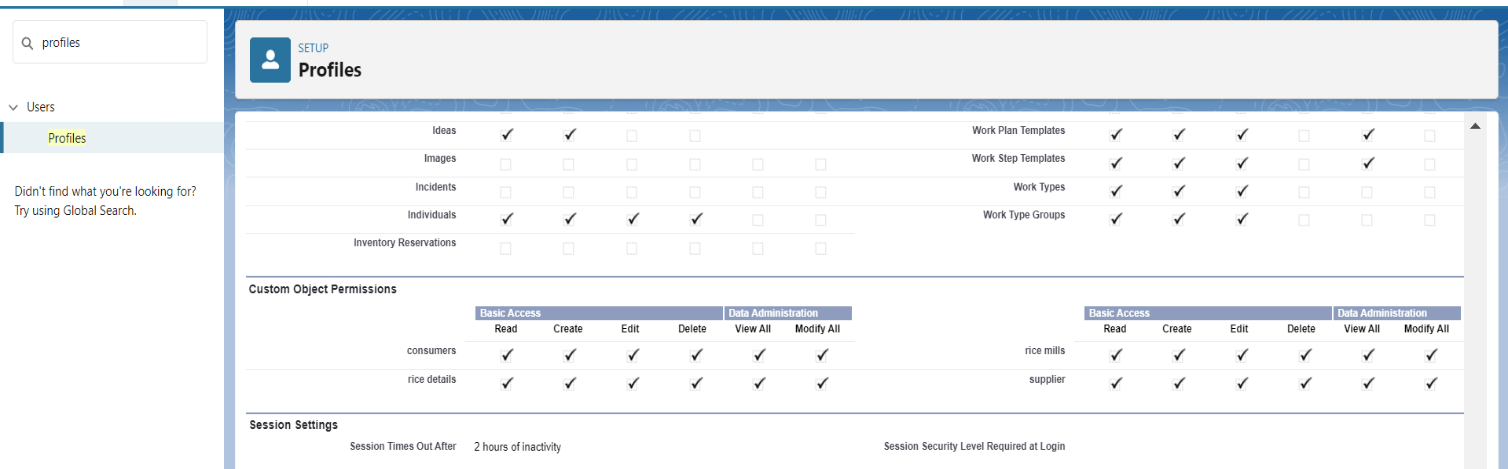 profiles
Users
Profiles
Didn't find what you're looking for?
Try using Global Search.
SETUP
Profiles
Ideas
Images
Incidents
Individuals
Inventory Reservations
Work Plan Templates
Work Step Templates
Work Types
Work Type Groups
Custom Object Permissions
Basic Access Data Administration
Read Create Edit Delete View All Modify All
consumers
rice details
Basic Access Data Administration
Read Create Edit Delete View All Modify All
rice mills
supplier
Session Settings
Session Times Out After 2 hours of inactivity
Session Security Level Required at Login